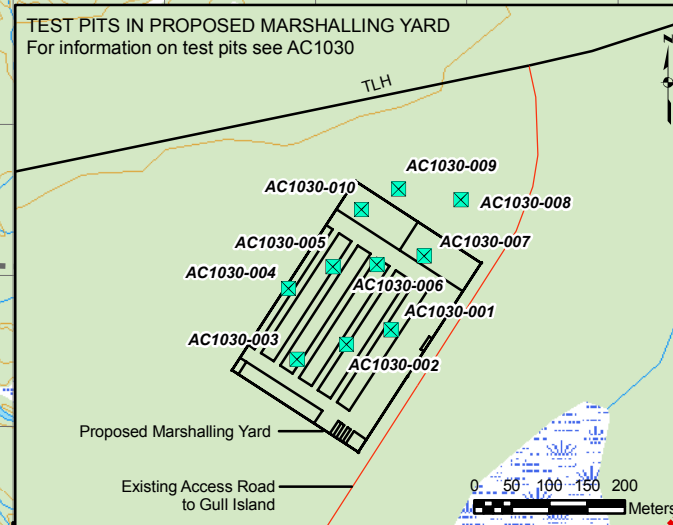 TEST PITS IN PROPOSED MARSHALLING YARD
For information on test pits see AC1030
TLH
N
AC1030-009
AC1030-010
AC1030-008
AC1030-005
AC1030-007
AC1030-004
AC1030-006
AC1030-001
AC1030-003
AC1030-002
Proposed Marshalling Yard
Existing Access Road
to Gull Island
0 50 100 150 200
Meters